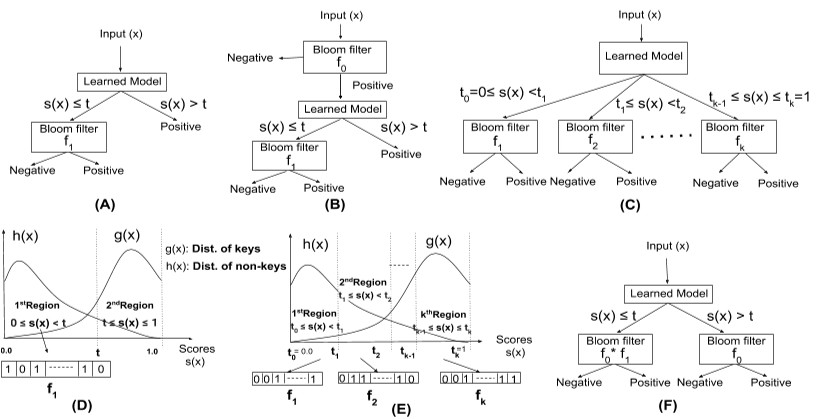 Input (x)
Learned Model
s(x) ≤ t
s(x) > t
Bloom filter
f1
Positive
Negative
Positive
(A)
Input (x)
Bloom filter
f0
Negative
Positive
Learned Model
s(x) ≤ t
s(x) > t
Bloom filter
f1
Positive
Negative
Positive
(B)
Input (x)
Learned Model
t0=0≤ s(x) <t1
t1≤ s(x) <t2
tk-1 ≤ s(x) ≤ tk=1
Bloom filter
f1
Bloom filter
f2
Bloom filter
fk
Negative
Positive
Negative
Positive
Negative
Positive
(C)
h(x)
g(x)
g(x): Dist. of keys
h(x): Dist. of non-keys
1stRegion
0 ≤ s(x) < t
2ndRegion
t ≤ s(x) ≤ 1
0.0
t
1.0
Scores
s(x)
1 0 1 ------ 1 0
f1
(D)
h(x)
g(x)
1stRegion
t0 ≤ s(x) < t1
2ndRegion
t1 ≤ s(x) < t2
kthRegion
tk-1 ≤ s(x) ≤ tk
t0= 0.0
t1
t2
tk-1
tk=1
Scores
s(x)
0 0 1 ------ 1
0 1 1 ------ 1 0
0 0 1 ------ 1 1
f1
f2
fk
(E)
Input (x)
Learned Model
s(x) ≤ t
s(x) > t
Bloom filter
f0* f1
Bloom filter
f0
Negative
Positive
Negative
Positive
(F)